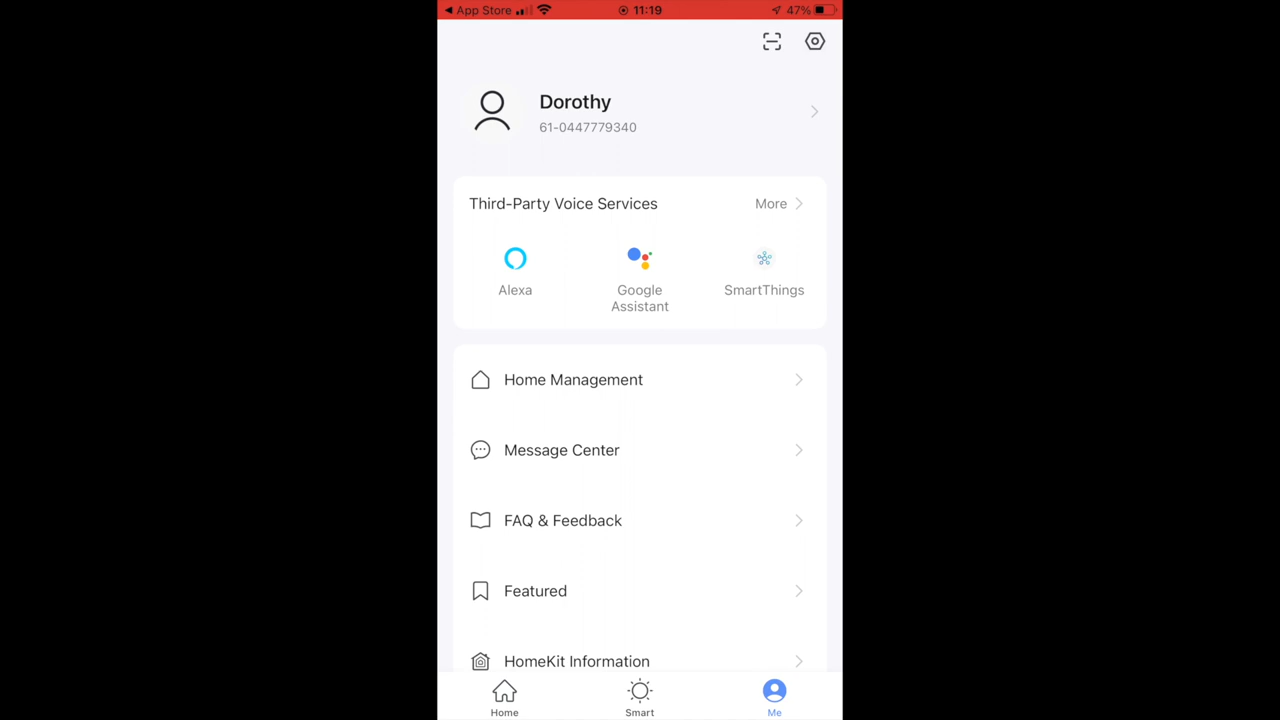 App Store
11:19
47%
Dorothy
61-0447779340
Third-Party Voice Services
More
Alexa
Google
Assistant
SmartThings
Home Management
Message Center
FAQ & Feedback
Featured
HomeKit Information
Home
Smart
Me